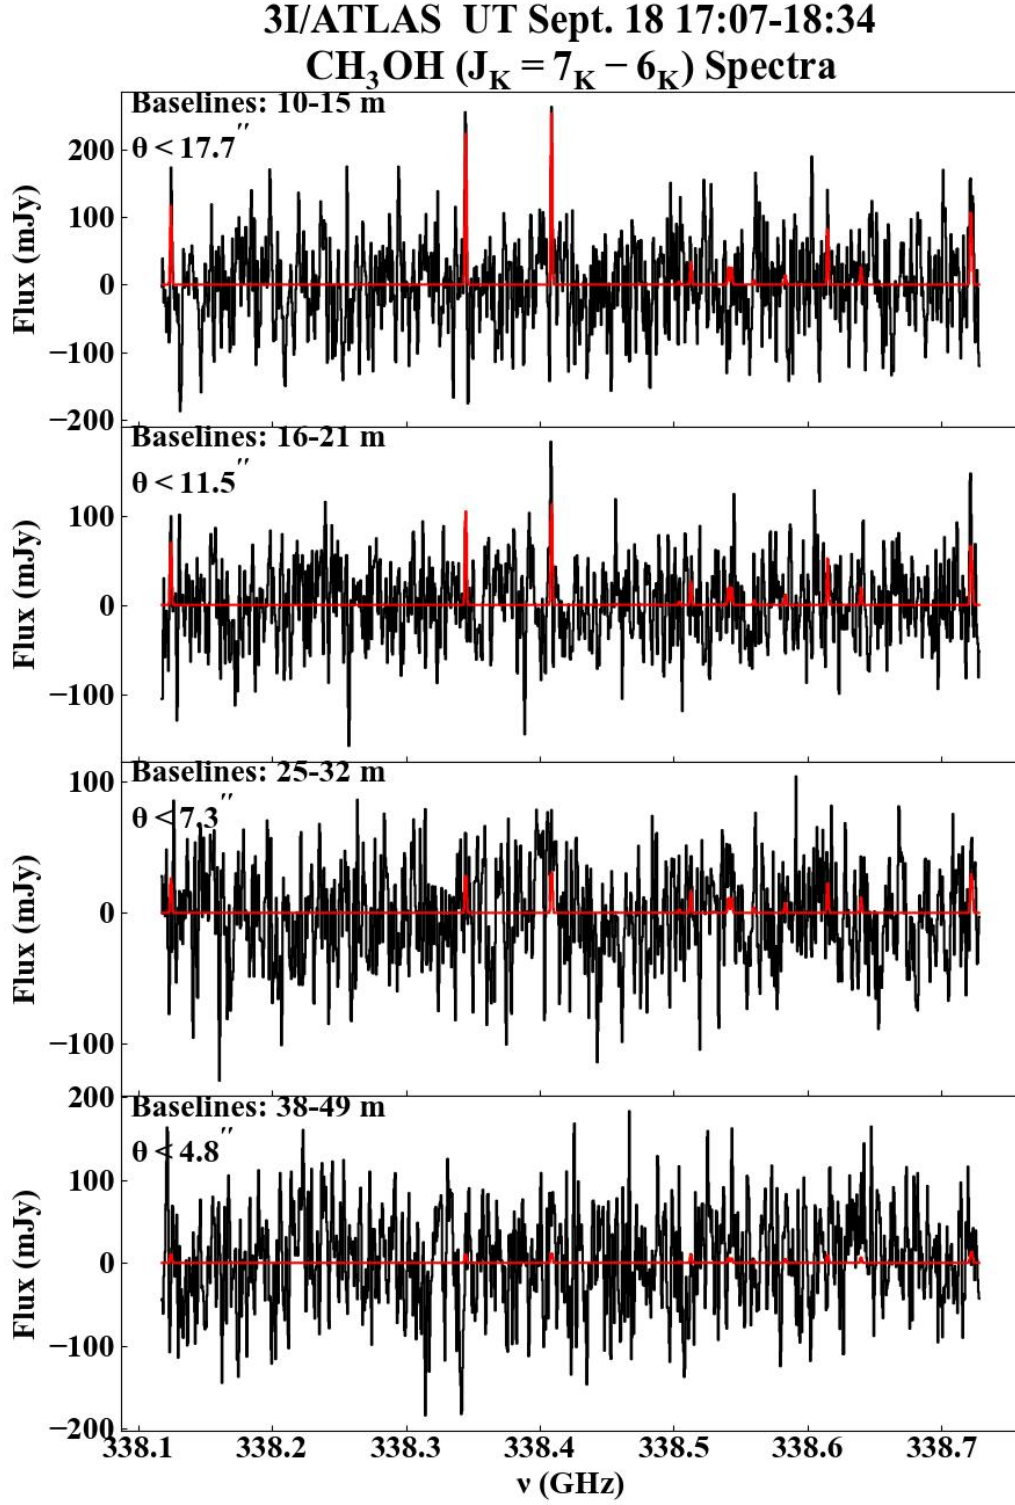 3I/ATLAS UT Sept. 18 17:07-18:34
CH₃OH (J_K = 7_K − 6_K) Spectra
Baselines: 10-15 m
θ < 17.7″
Flux (mJy)
200
100
0
−100
−200
Baselines: 16-21 m
θ < 11.5″
Flux (mJy)
100
0
−100
Baselines: 25-32 m
θ < 7.3″
Flux (mJy)
100
0
−100
Baselines: 38-49 m
θ < 4.8″
Flux (mJy)
200
100
0
−100
−200
338.1 338.2 338.3 338.4 338.5 338.6 338.7
ν (GHz)